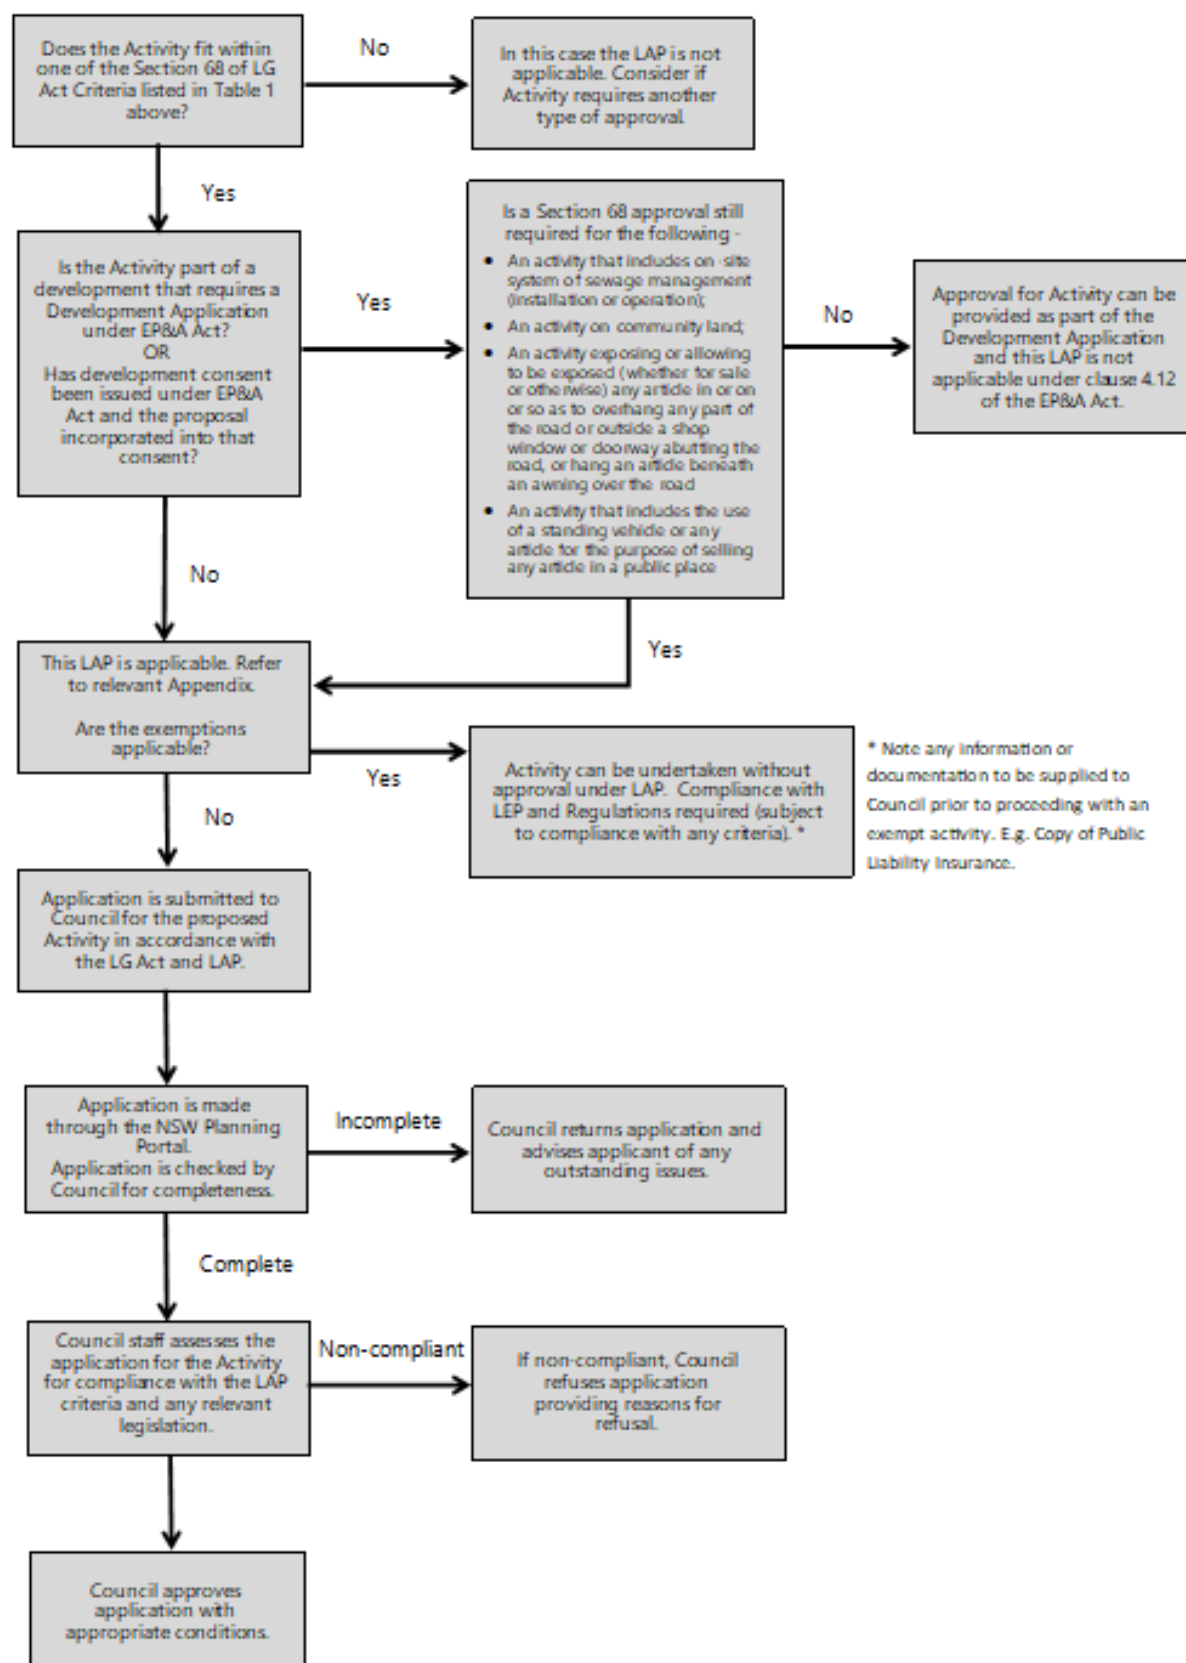 Does the Activity fit within
one of the Section 68 of LG
Act Criteria listed in Table 1
above?
No
In this case the LAP is not
applicable. Consider if
Activity requires another
type of approval.
Yes
Is the Activity part of a
development that requires a
Development Application
under EP&A Act?
OR
Has development consent
been issued under EP&A
Act and the proposal
incorporated into that
consent?
Yes
Is a Section 68 approval still
required for the following -
• An activity that includes on-site
system of sewage management
(installation or operation);
• An activity on community land;
• An activity exposing or allowing
to be exposed (whether for sale
or otherwise) any article in or on
or so as to overhang any part of
the road or outside a shop
window or doorway abutting the
road, or hang an article beneath
an awning over the road
• An activity that includes the use
of a standing vehicle or any
article for the purpose of selling
any article in a public place
No
Approval for Activity can be
provided as part of the
Development Application
and this LAP is not
applicable under clause 4.12
of the EP&A Act.
No
Yes
This LAP is applicable. Refer
to relevant Appendix.
Are the exemptions
applicable?
Yes
Activity can be undertaken without
approval under LAP. Compliance with
LEP and Regulations required (subject
to compliance with any criteria). *
* Note any information or
documentation to be supplied to
Council prior to proceeding with an
exempt activity. E.g. Copy of Public
Liability Insurance.
No
Application is submitted to
Council for the proposed
Activity in accordance with
the LG Act and LAP.
Application is made
through the NSW Planning
Portal.
Application is checked by
Council for completeness.
Incomplete
Council returns application and
advises applicant of any
outstanding issues.
Complete
Council staff assesses the
application for the Activity
for compliance with the LAP
criteria and any relevant
legislation.
Non-compliant
If non-compliant, Council
refuses application
providing reasons for
refusal.
Council approves
application with
appropriate conditions.